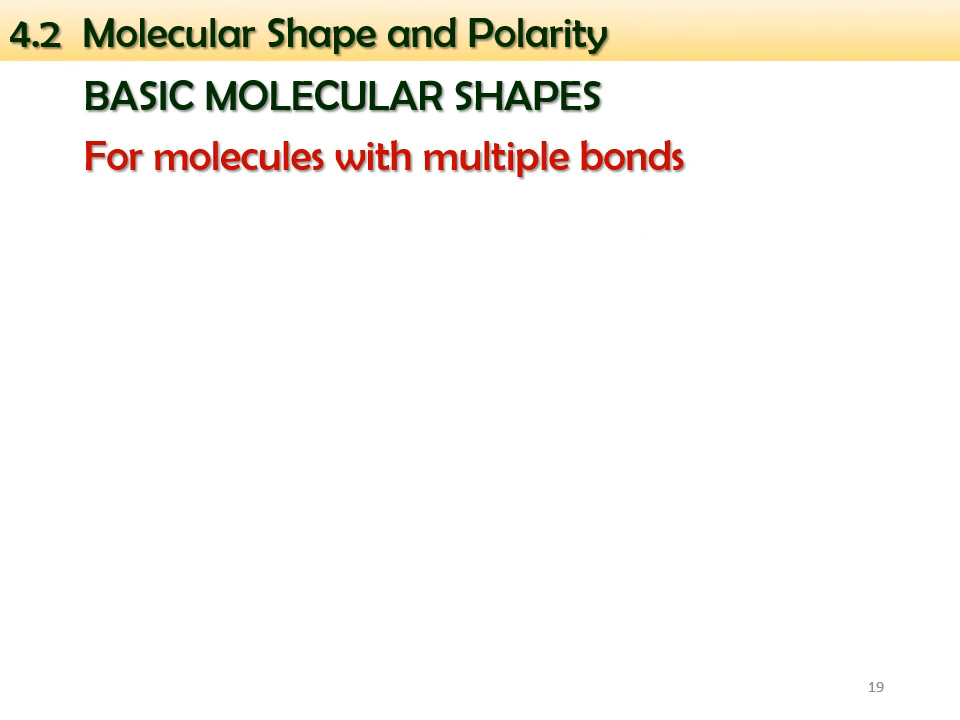 4.2 Molecular Shape and Polarity
BASIC MOLECULAR SHAPES
For molecules with multiple bonds
19